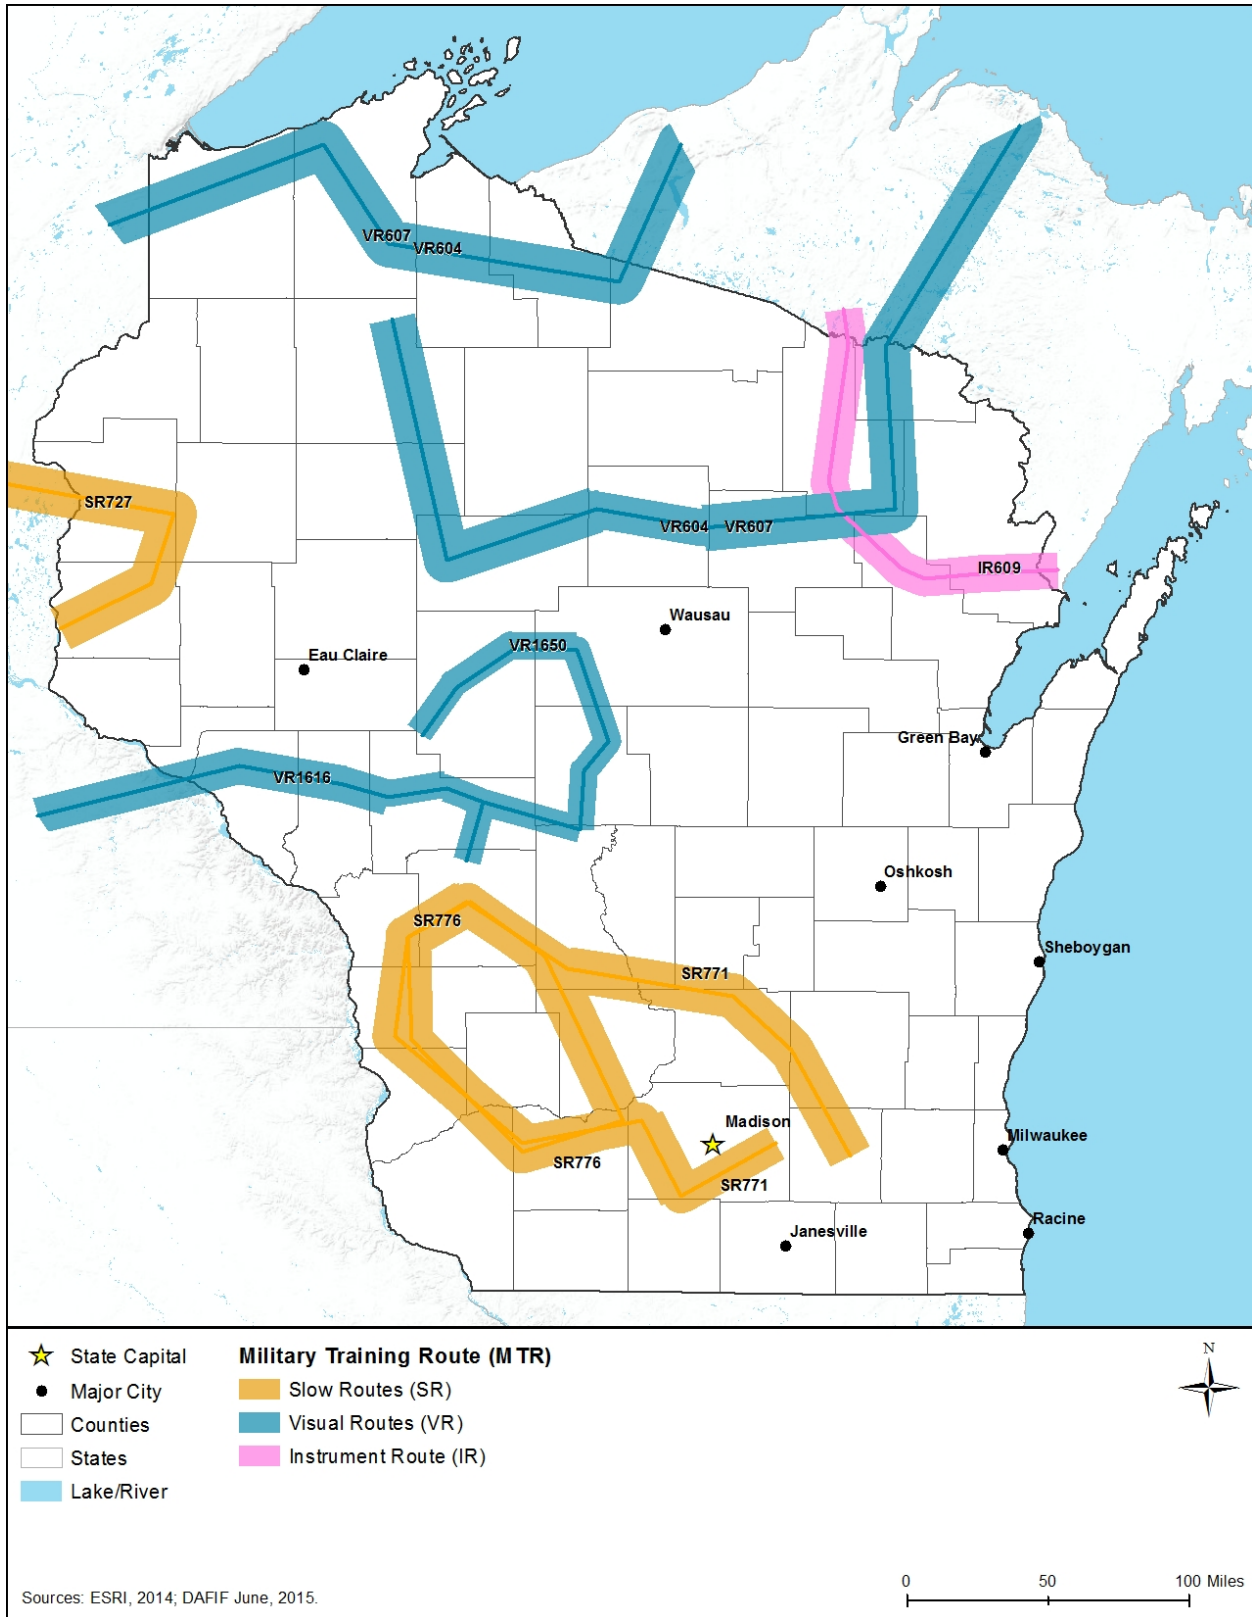 VR607
VR604
SR727
VR604
VR607
IR609
Wausau
VR1650
Eau Claire
Green Bay
VR1616
Oshkosh
SR776
Sheboygan
SR771
Madison
Milwaukee
SR776
SR771
Racine
Janesville
State Capital
Major City
Counties
States
Lake/River
Military Training Route (MTR)
Slow Routes (SR)
Visual Routes (VR)
Instrument Route (IR)
N
Sources: ESRI, 2014; DAFIF June, 2015.
0 50 100 Miles